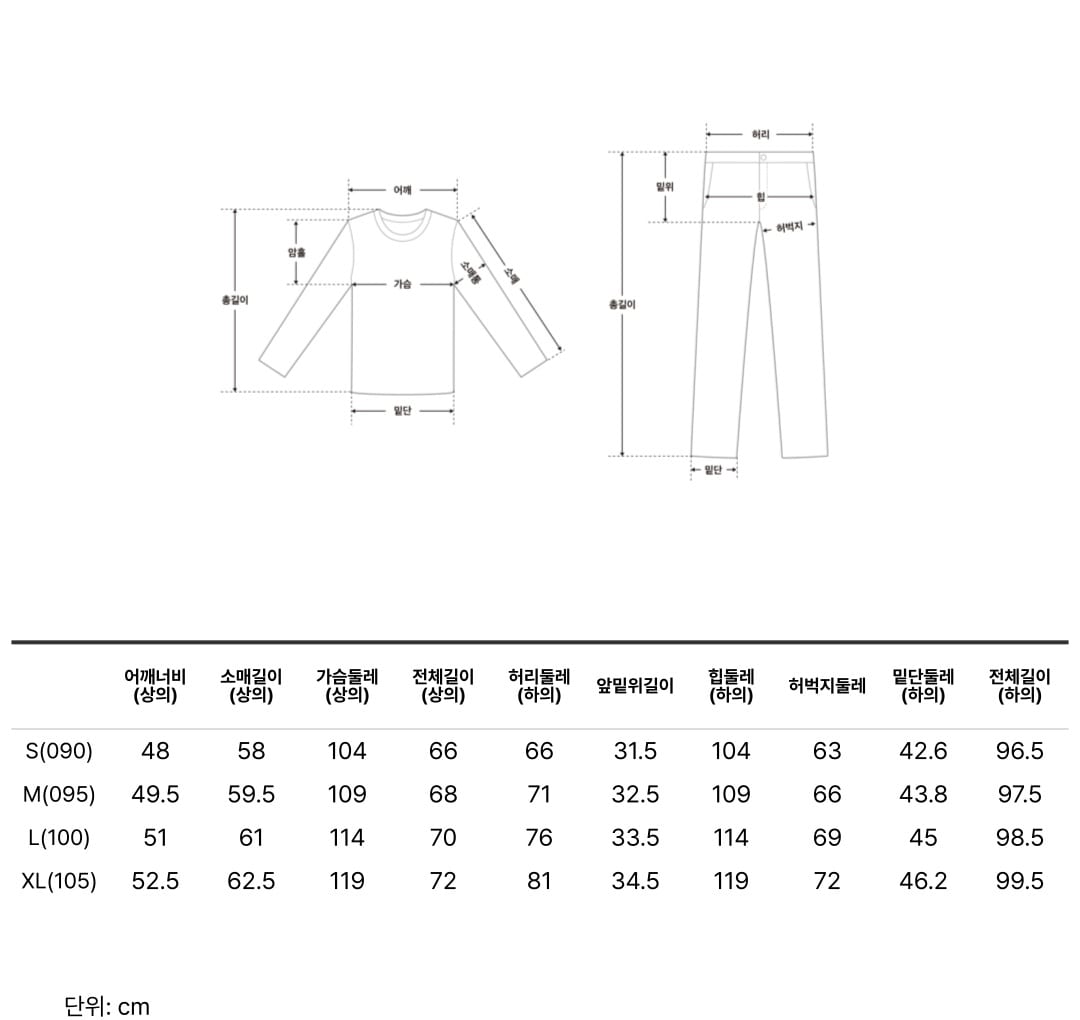 허리
밑위
힙
허벅지
어깨
암홀
소매통
소매
가슴
총길이
총길이
밑단
밑단
어깨너비 소매길이 가슴둘레 전체길이 허리둘레 앞밑위길이 힙둘레 허벅지둘레 밑단둘레 전체길이
(상의) (상의) (상의) (상의) (하의) (하의) (하의) (하의)
S(090) 48 58 104 66 66 31.5 104 63 42.6 96.5
M(095) 49.5 59.5 109 68 71 32.5 109 66 43.8 97.5
L(100) 51 61 114 70 76 33.5 114 69 45 98.5
XL(105) 52.5 62.5 119 72 81 34.5 119 72 46.2 99.5
단위: cm